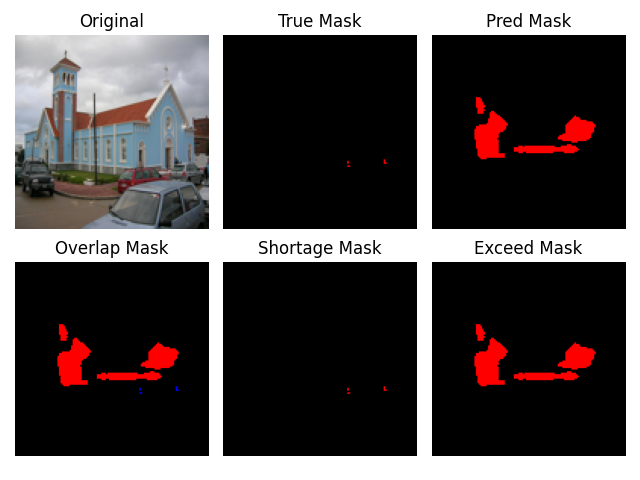 Original
True Mask
Pred Mask
Overlap Mask
Shortage Mask
Exceed Mask